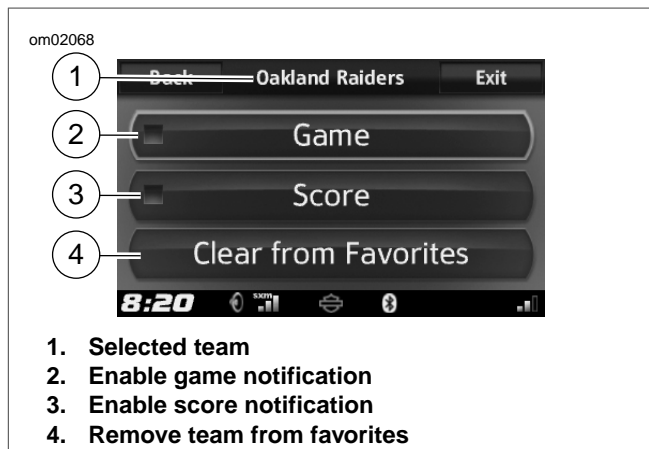 om02068
1 Back Oakland Raiders Exit
2 Game
3 Score
4 Clear from Favorites
8:20 sxm
1. Selected team
2. Enable game notification
3. Enable score notification
4. Remove team from favorites